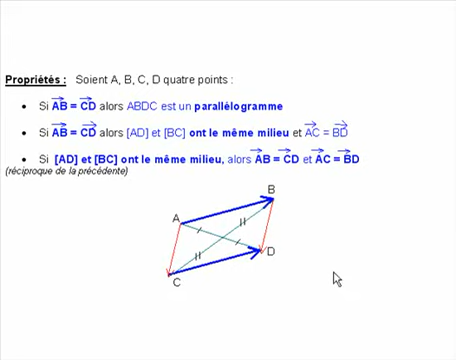 Propriétés : Soient A, B, C, D quatre points :
• Si AB = CD alors ABDC est un parallélogramme
• Si AB = CD alors [AD] et [BC] ont le même milieu et AC = BD
• Si [AD] et [BC] ont le même milieu, alors AB = CD et AC = BD
(réciproque de la précédente)
B
A
D
C